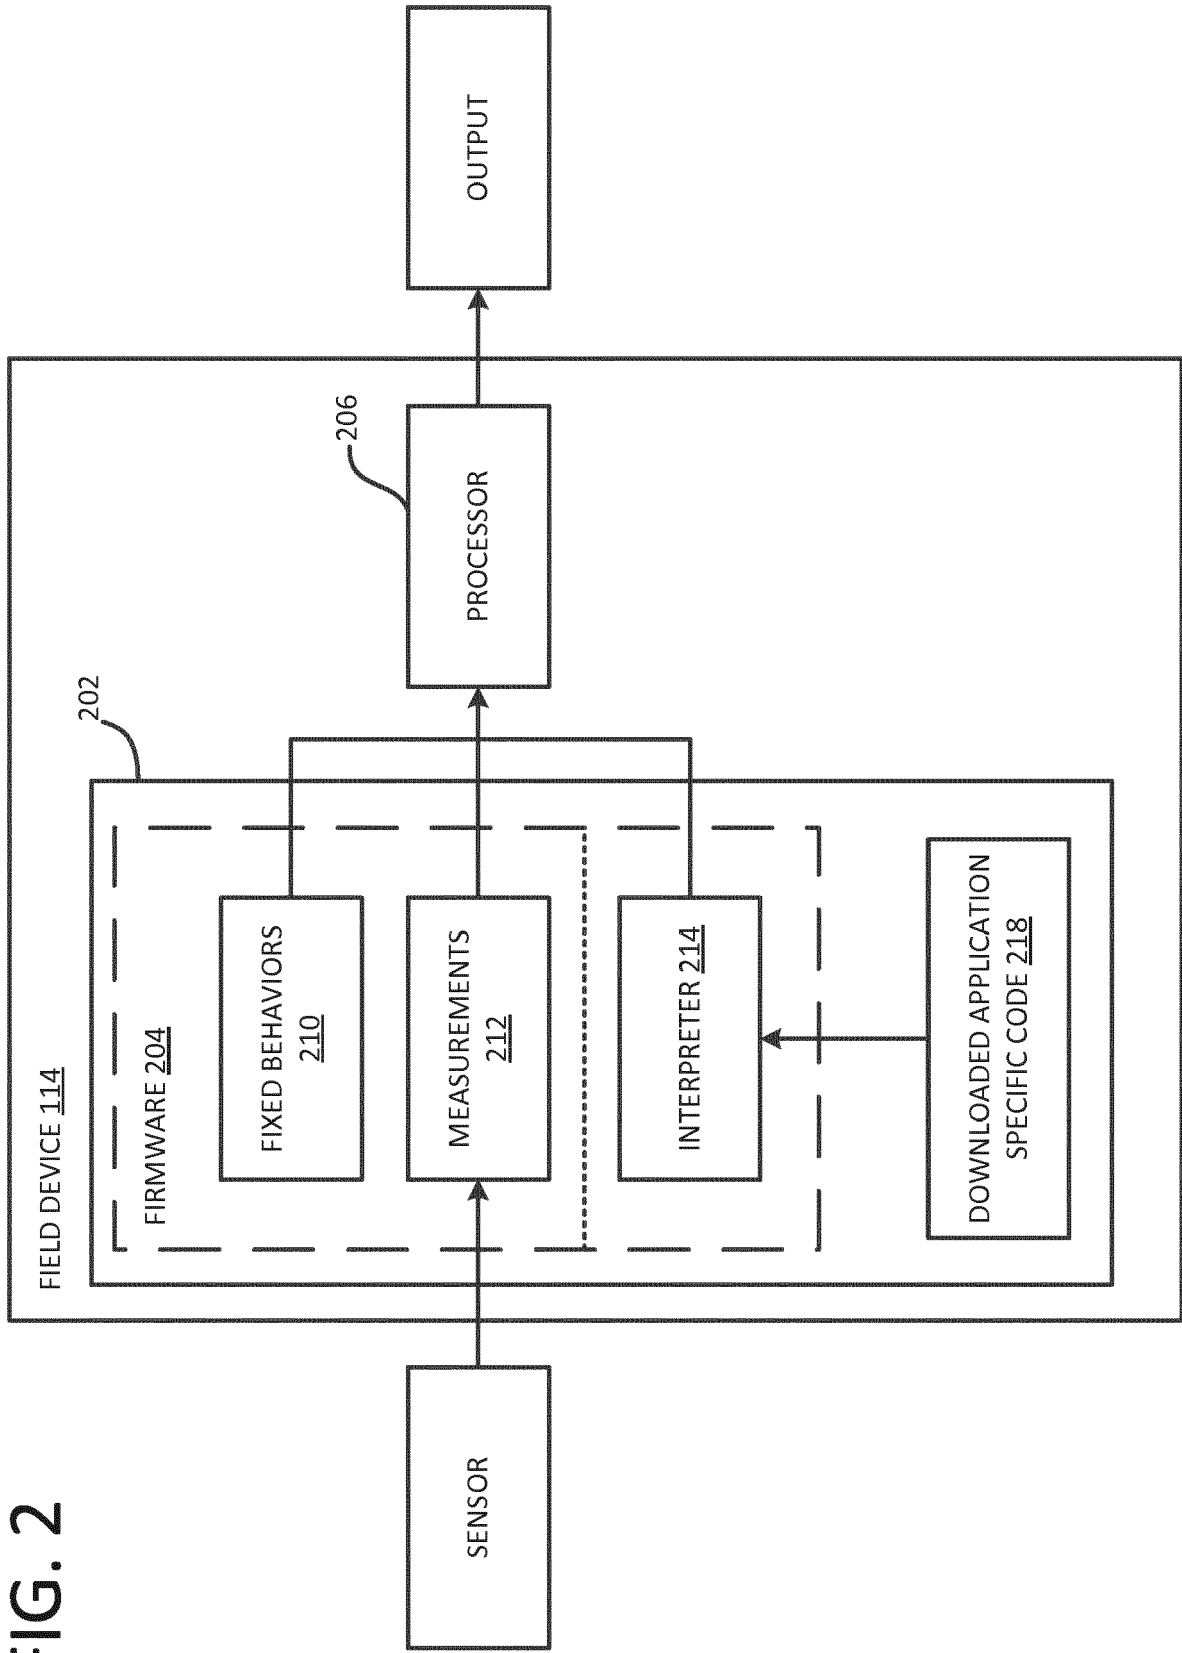 FIG. 2
FIELD DEVICE 114
202
FIRMWARE 204
FIXED BEHAVIORS
210
206
SENSOR
MEASUREMENTS
212
PROCESSOR
OUTPUT
INTERPRETER 214
DOWNLOADED APPLICATION
SPECIFIC CODE 218